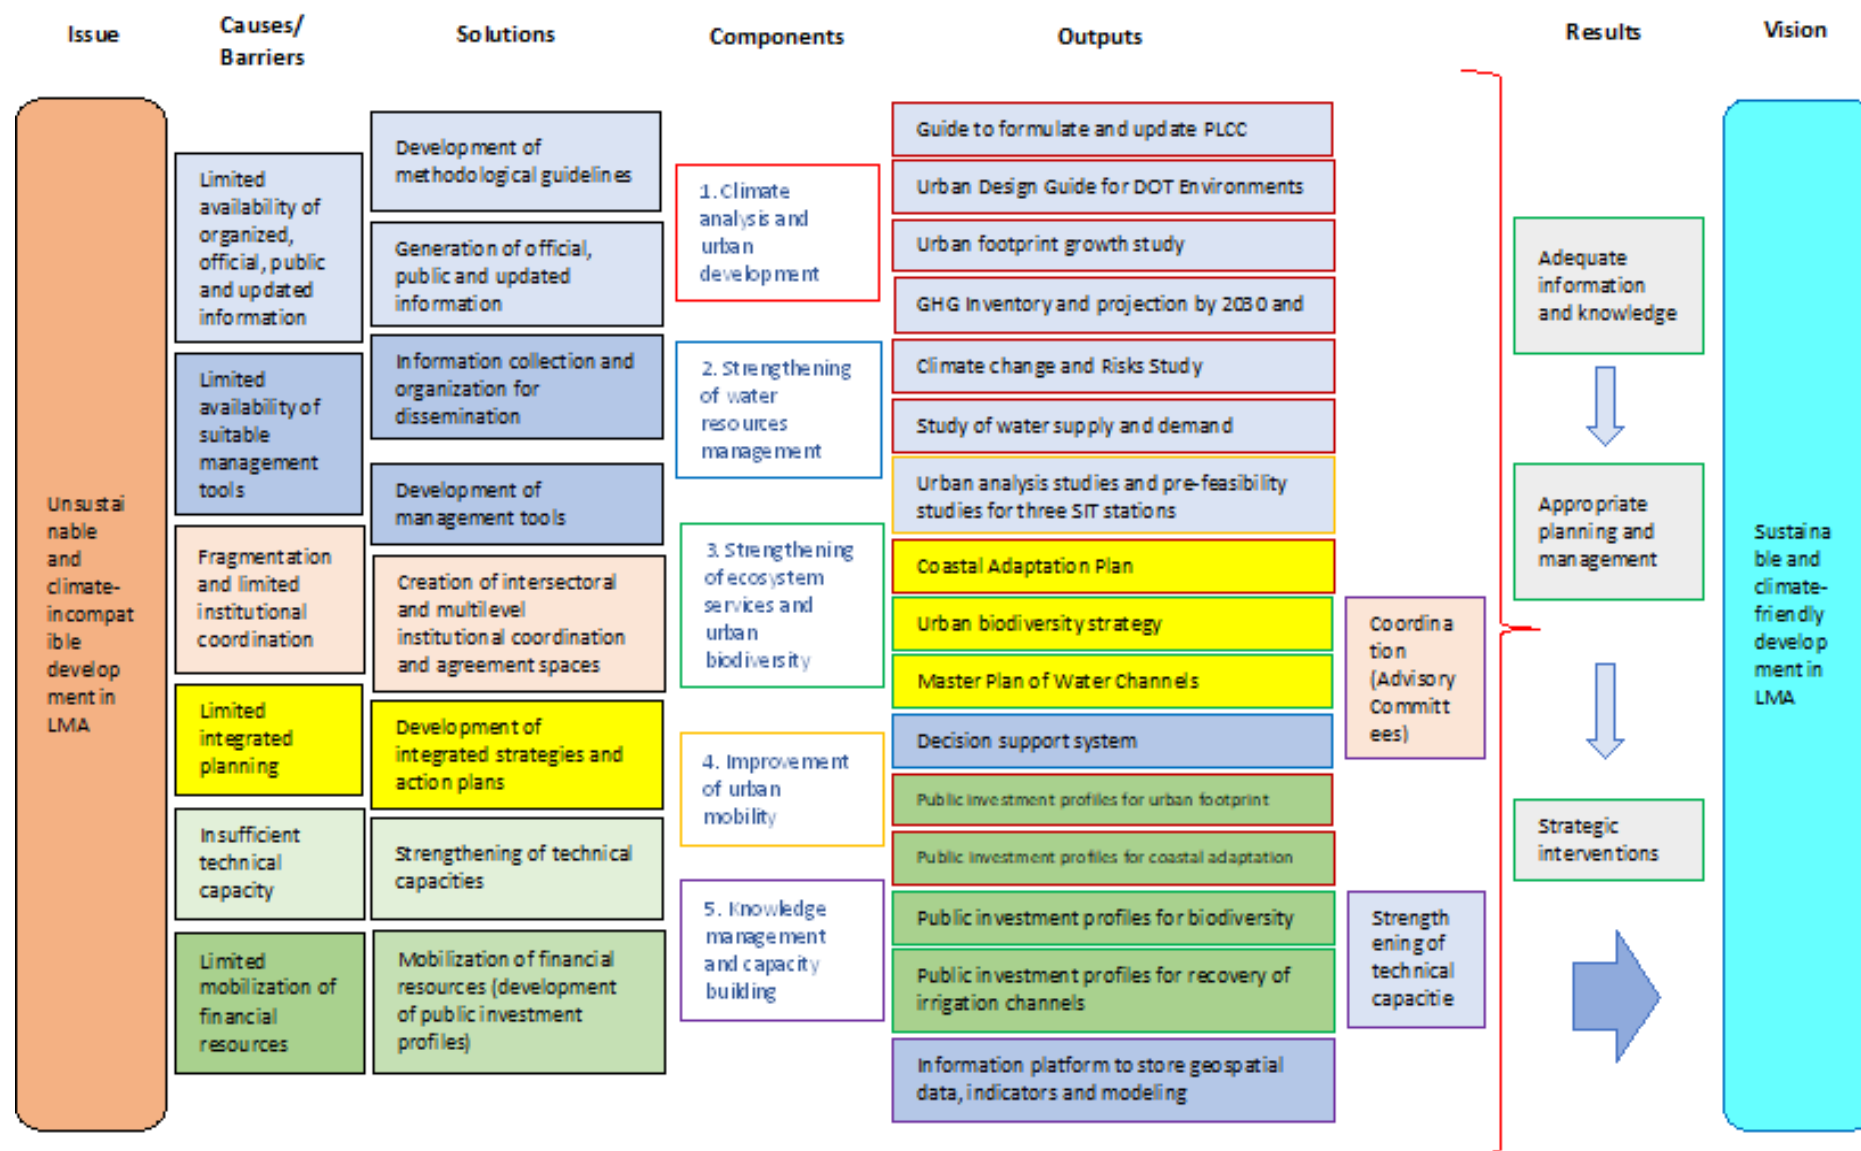 Issue
Causes/
Barriers
Solutions
Components
Outputs
Results
Vision
Unsustai
nable
and
climate-
incompat
ible
develop
ment in
LMA
Limited
availability of
organized,
official, public
and updated
information
Limited
availability of
suitable
management
tools
Fragmentation
and limited
institutional
coordination
Limited
integrated
planning
Insufficient
technical
capacity
Limited
mobilization of
financial
resources
Development of
methodological guidelines
Generation of official,
public and updated
information
Information collection and
organization for
dissemination
Development of
management tools
Creation of intersectoral
and multilevel
institutional coordination
and agreement spaces
Development of
integrated strategies and
action plans
Strengthening of technical
capacities
Mobilization of financial
resources (development
of public investment
profiles)
1. Climate
analysis and
urban
development
2. Strengthening
of water
resources
management
3. Strengthening
of ecosystem
services and
urban
biodiversity
4. Improvement
of urban
mobility
5. Knowledge
management
and capacity
building
Guide to formulate and update PLCC
Urban Design Guide for DOT Environments
Urban footprint growth study
GHG Inventory and projection by 2030 and
Climate change and Risks Study
Study of water supply and demand
Urban analysis studies and pre-feasibility
studies for three SIT stations
Coastal Adaptation Plan
Urban biodiversity strategy
Master Plan of Water Channels
Decision support system
Public investment profiles for urban footprint
Public investment profiles for coastal adaptation
Public investment profiles for biodiversity
Public investment profiles for recovery of
irrigation channels
Information platform to store geospatial
data, indicators and modeling
Coordina
tion
(Advisory
Committ
ees)
Strength
ening of
technical
capacitie
Adequate
information
and knowledge
Appropriate
planning and
management
Strategic
interventions
Sustaina
ble and
climate-
friendly
develop
ment in
LMA